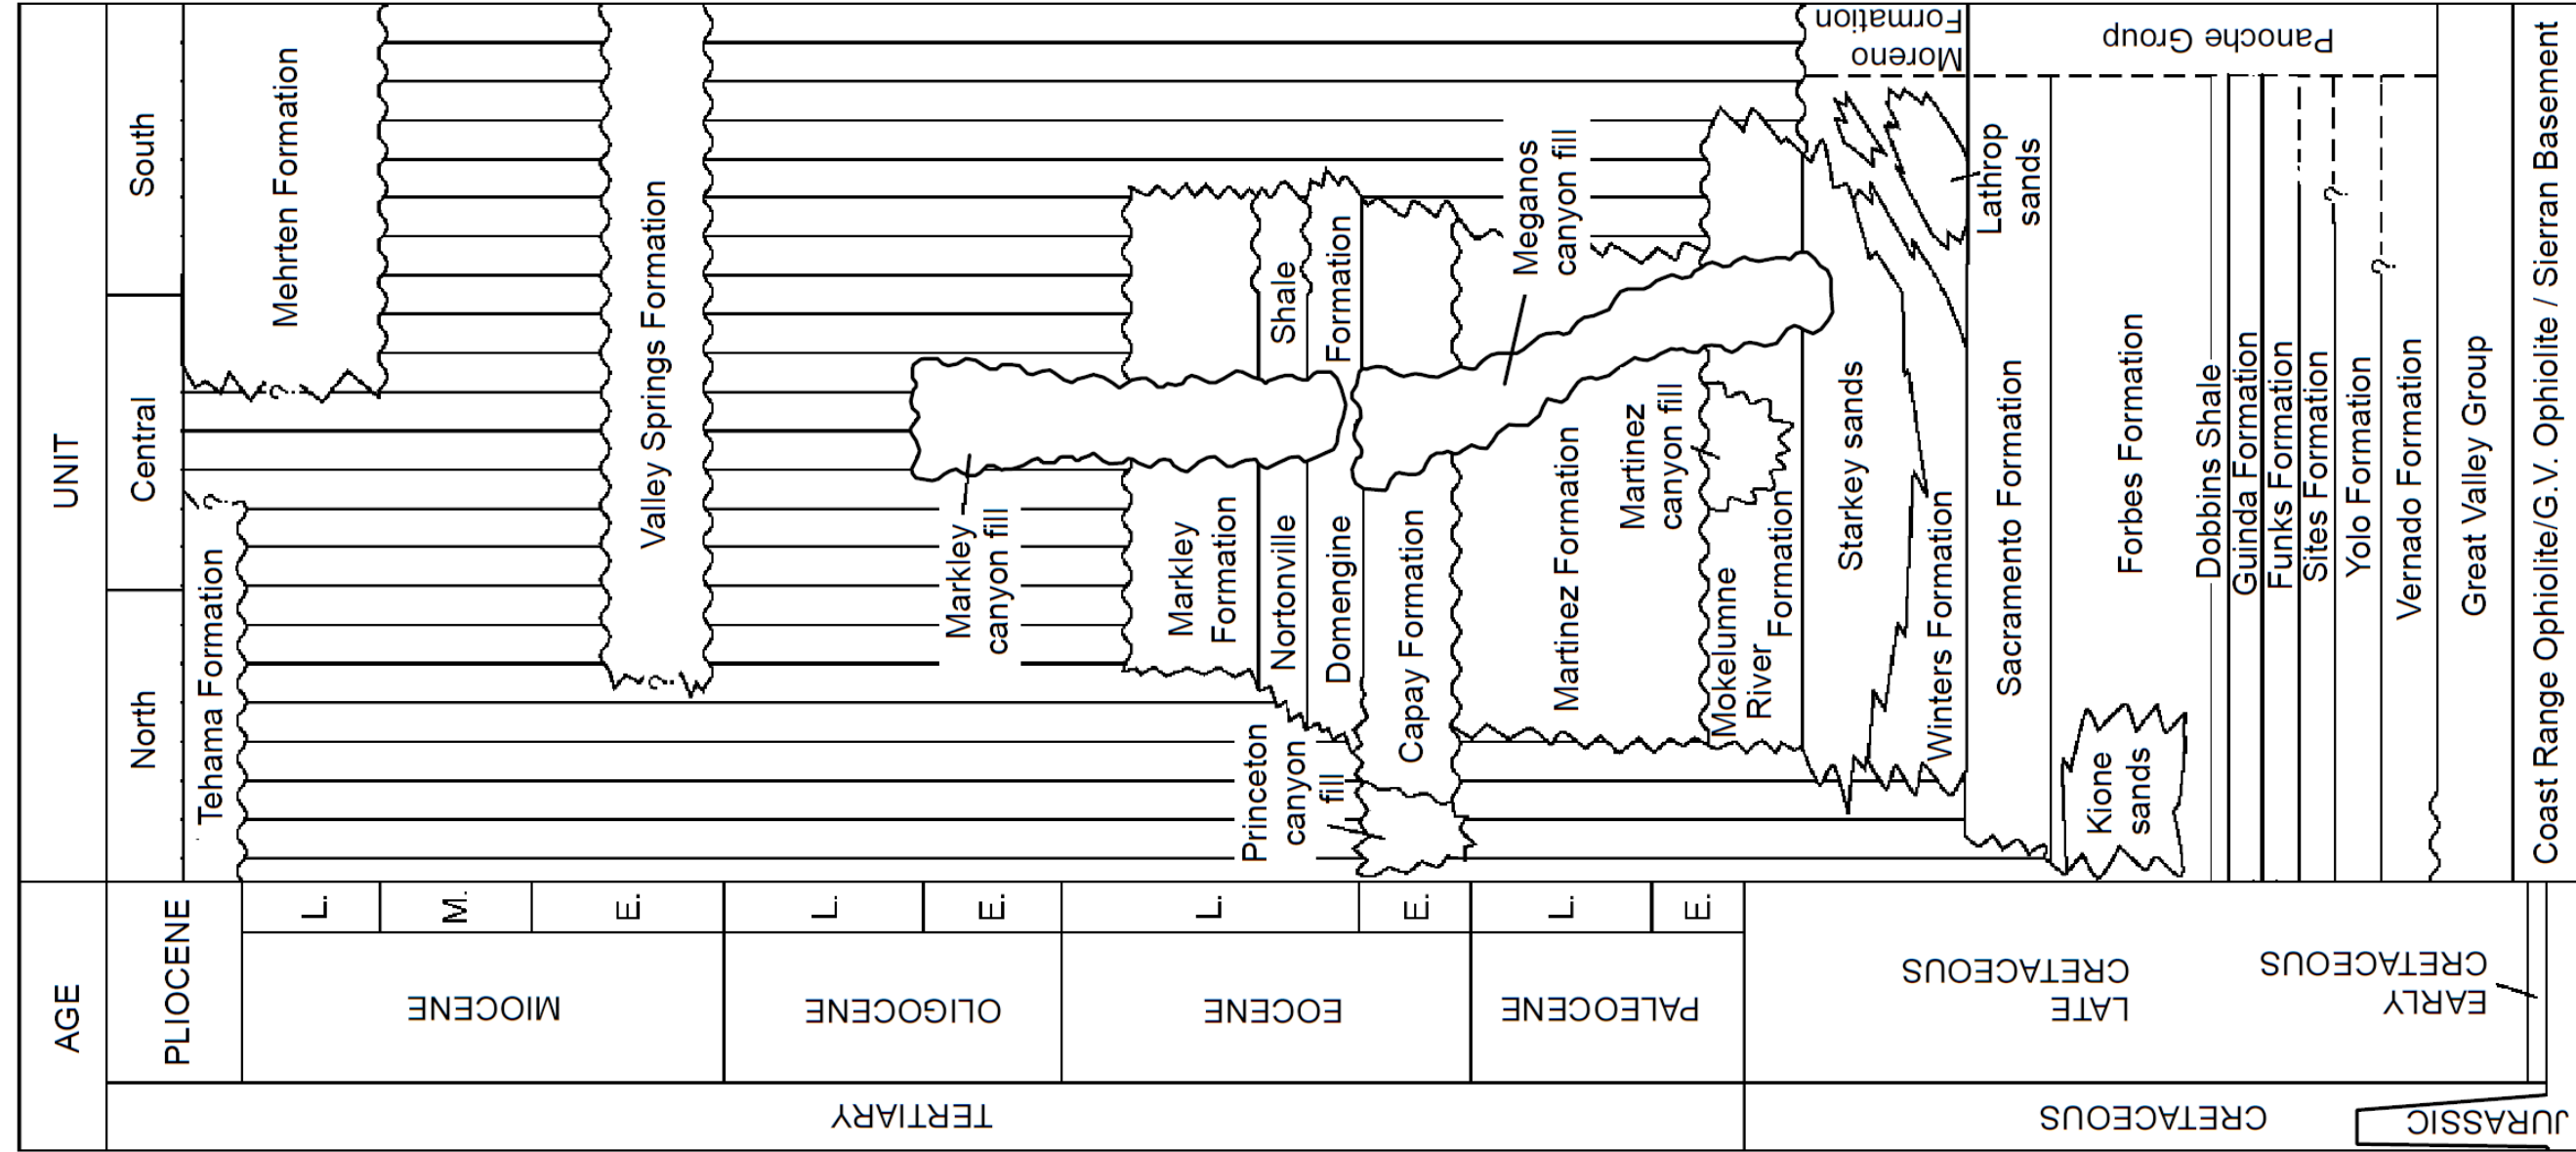 AGE
UNIT
North
Central
South
TERTIARY
CRETACEOUS
JURASSIC
PLIOCENE
MIOCENE
L.
M.
E.
OLIGOCENE
L.
E.
EOCENE
L.
E.
PALEOCENE
L.
E.
LATE
CRETACEOUS
EARLY
CRETACEOUS
Tehama Formation
?
Mehrten Formation
?
Valley Springs Formation
?
Markley
canyon fill
Markley
Formation
Nortonville
Shale
Domengine
Formation
Princeton
canyon
fill
Capay Formation
Meganos
canyon fill
Martinez Formation
Martinez
canyon fill
Mokelumne
River
Formation
Starkey sands
Winters Formation
Moreno
Formation
Lathrop
sands
Sacramento Formation
Kione
sands
Forbes Formation
Panoche Group
Dobbins Shale
Guinda Formation
Funks Formation
Sites Formation
?
Yolo Formation
?
Vernado Formation
Great Valley Group
Coast Range Ophiolite/G.V. Ophiolite / Sierran Basement